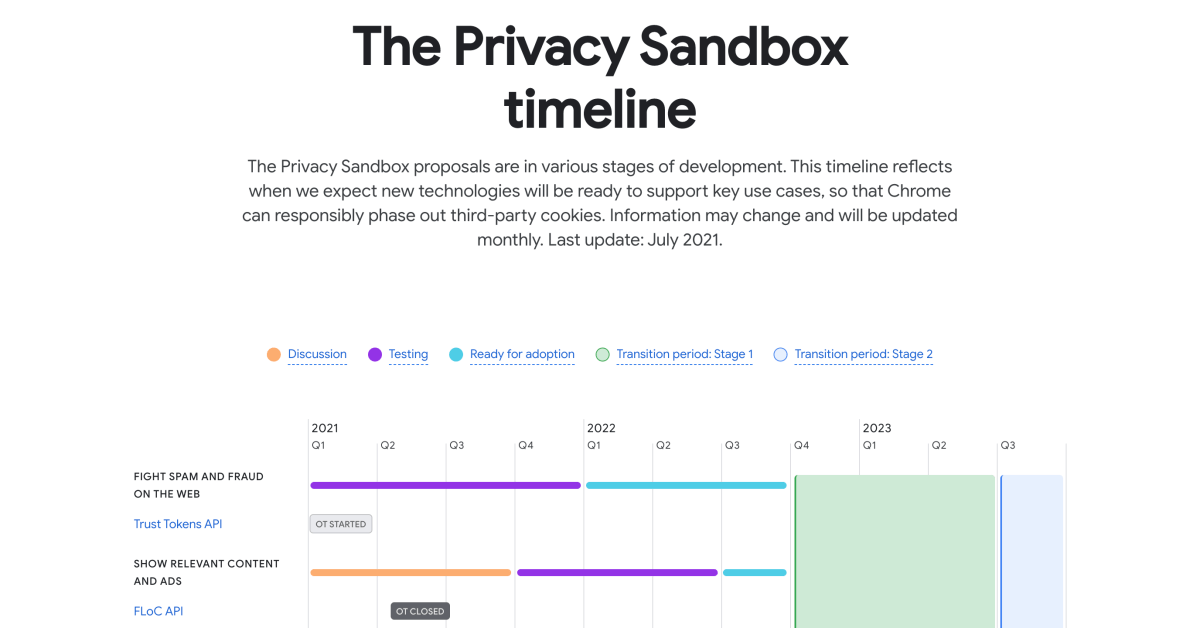 The Privacy Sandbox
timeline
The Privacy Sandbox proposals are in various stages of development. This timeline reflects
when we expect new technologies will be ready to support key use cases, so that Chrome
can responsibly phase out third-party cookies. Information may change and will be updated
monthly. Last update: July 2021.
Discussion Testing Ready for adoption Transition period: Stage 1 Transition period: Stage 2
2021 2022 2023
Q1 Q2 Q3 Q4 Q1 Q2 Q3 Q4 Q1 Q2 Q3
FIGHT SPAM AND FRAUD
ON THE WEB
Trust Tokens API OT STARTED
SHOW RELEVANT CONTENT
AND ADS
FLoC API OT CLOSED